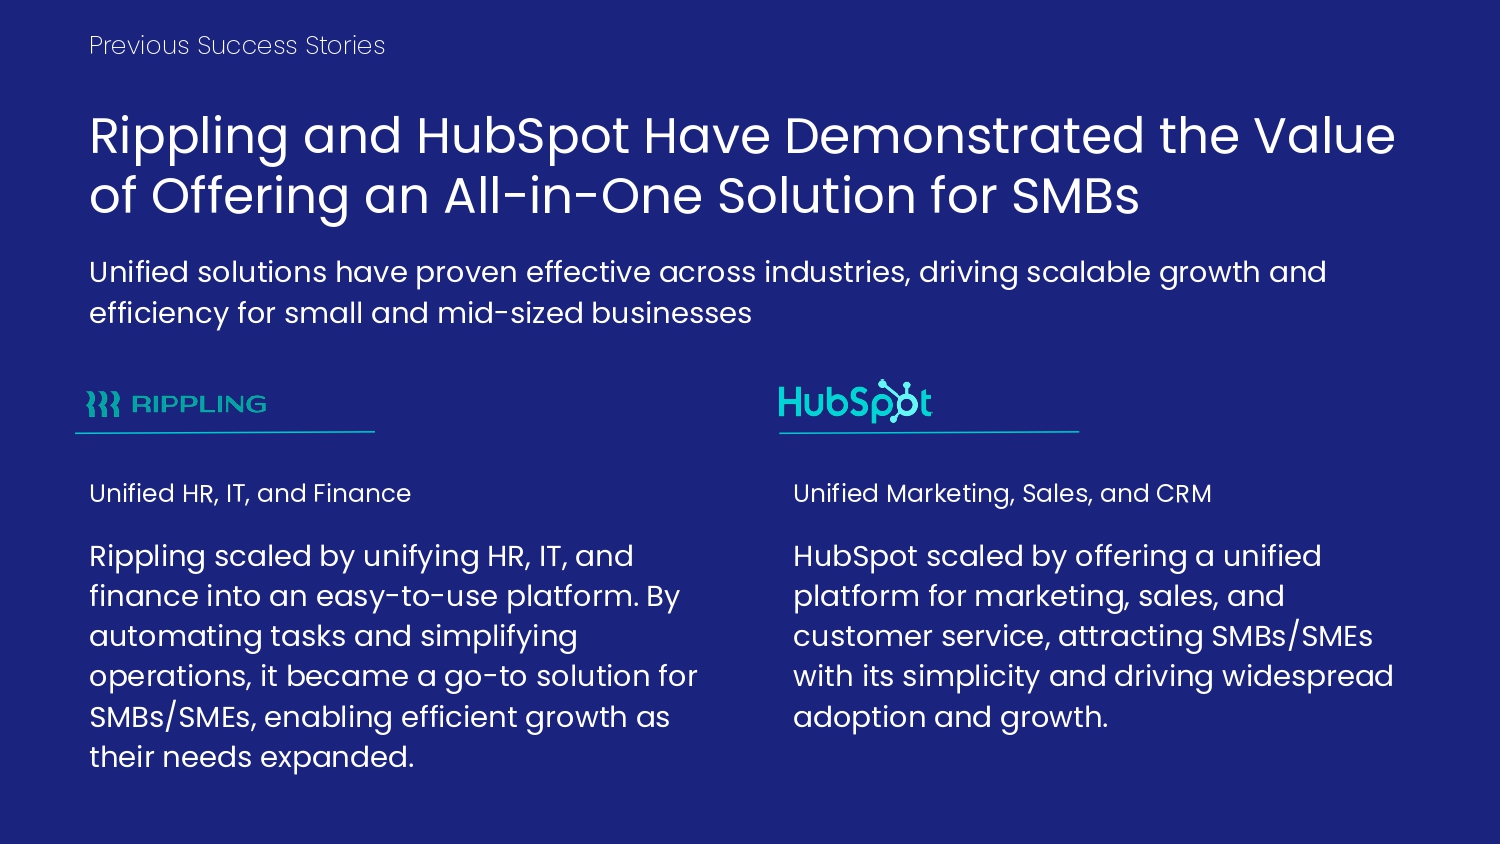 Previous Success Stories
Rippling and HubSpot Have Demonstrated the Value
of Offering an All-in-One Solution for SMBs
Unified solutions have proven effective across industries, driving scalable growth and
efficiency for small and mid-sized businesses
RIPPLING
Unified HR, IT, and Finance
Rippling scaled by unifying HR, IT, and
finance into an easy-to-use platform. By
automating tasks and simplifying
operations, it became a go-to solution for
SMBs/SMEs, enabling efficient growth as
their needs expanded.
HubSpot
Unified Marketing, Sales, and CRM
HubSpot scaled by offering a unified
platform for marketing, sales, and
customer service, attracting SMBs/SMEs
with its simplicity and driving widespread
adoption and growth.